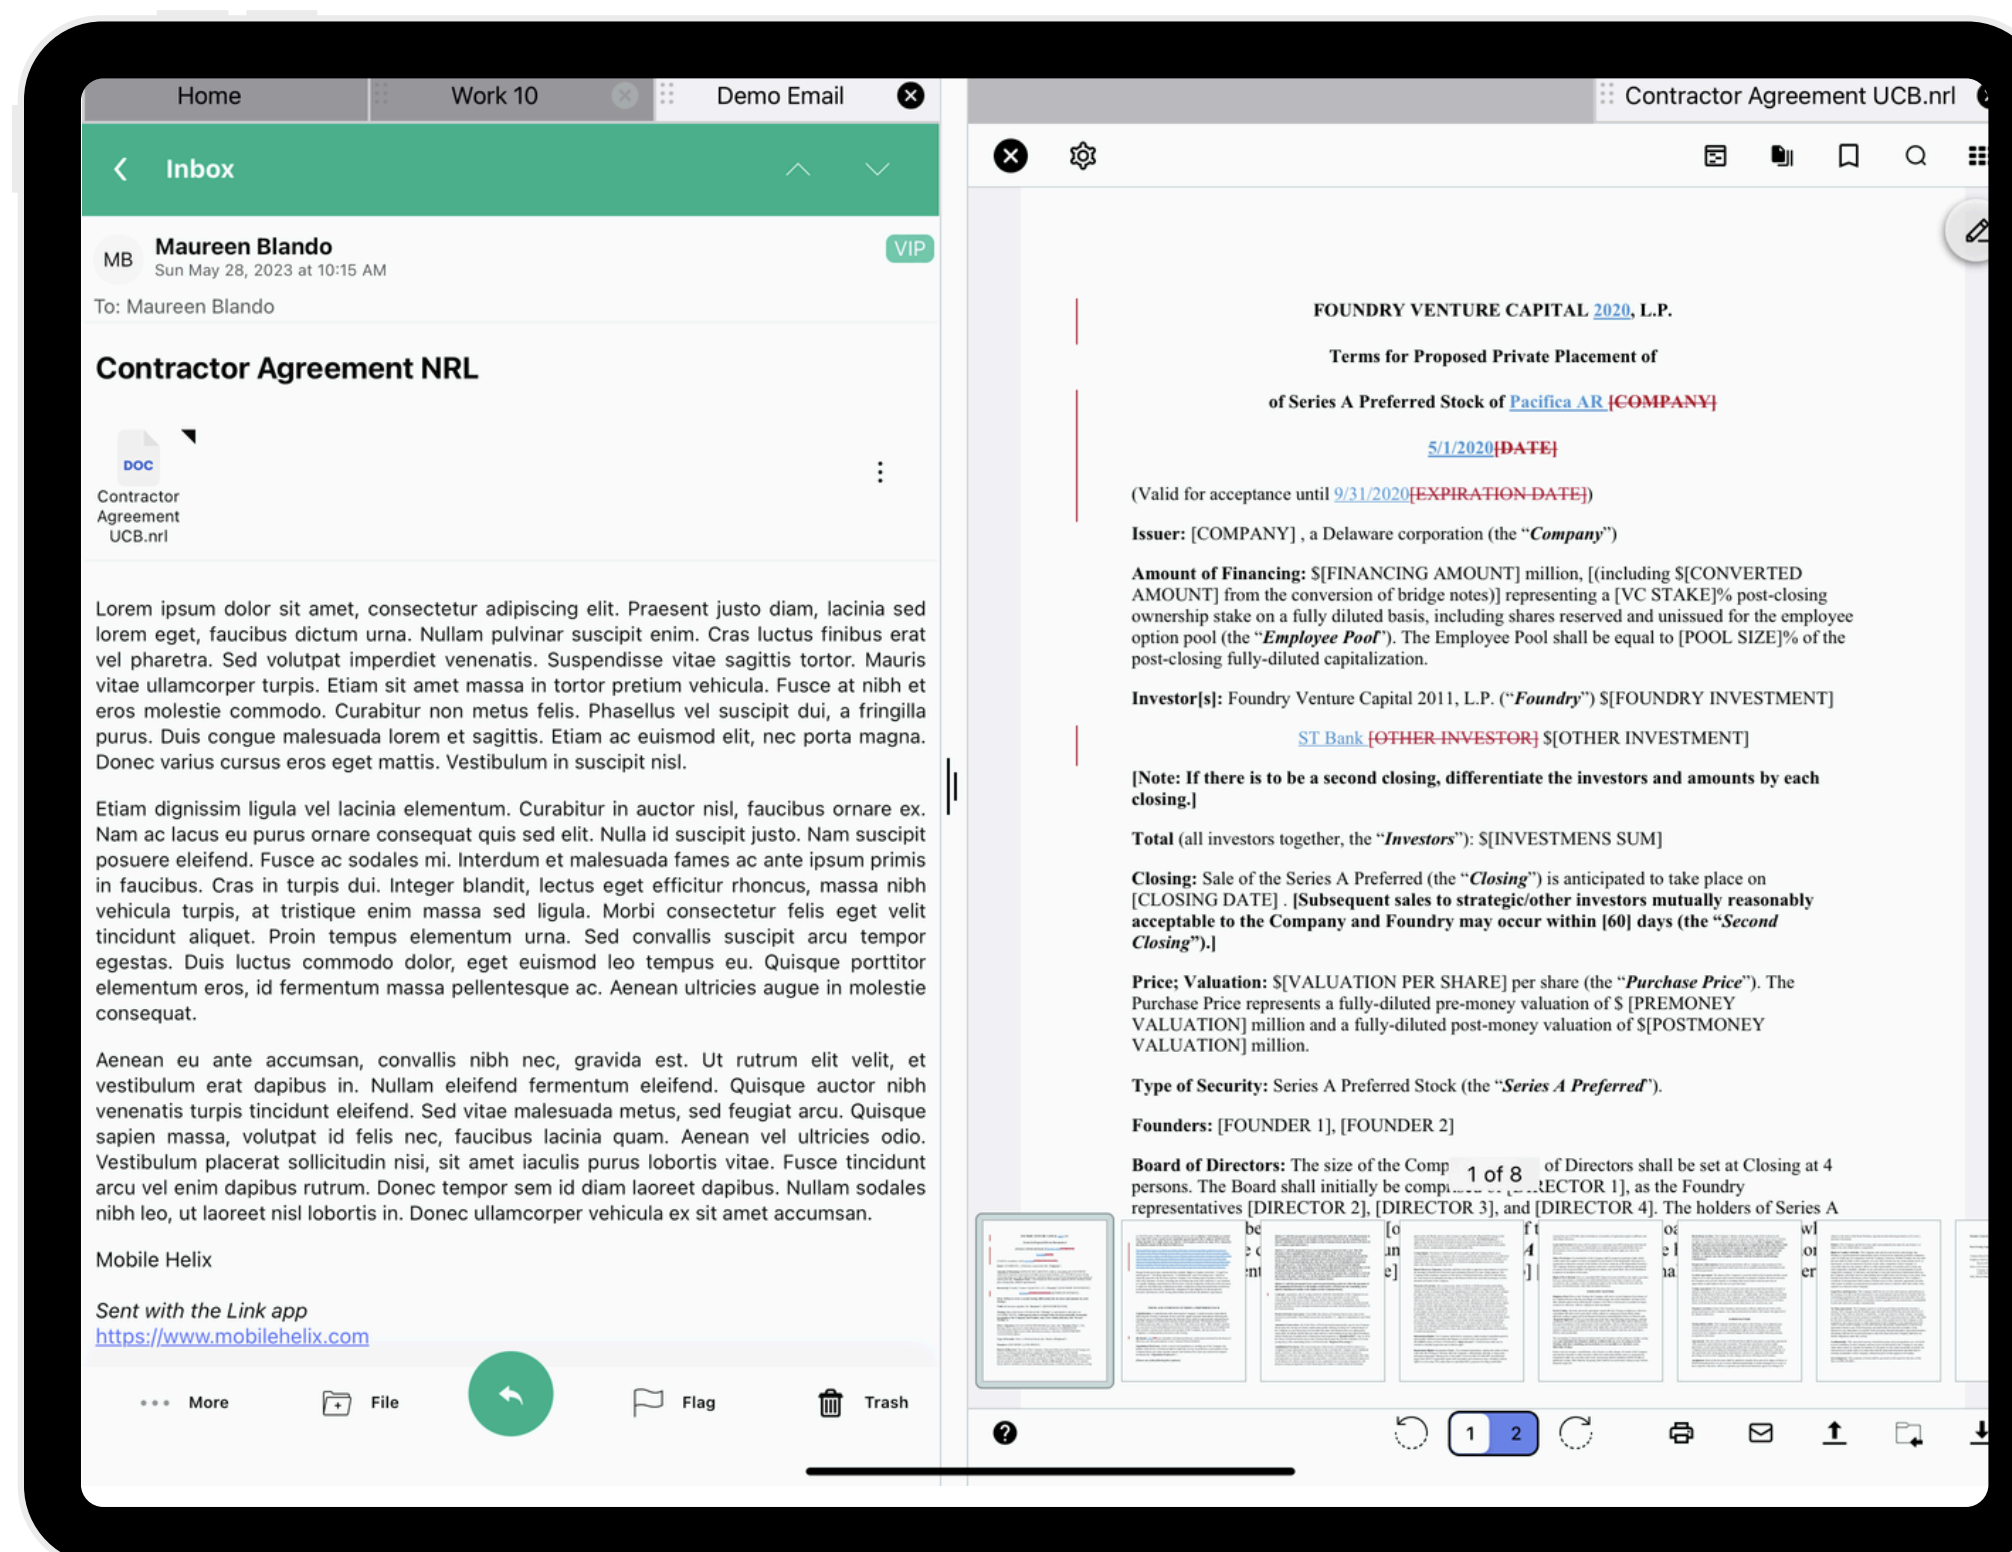 Home
Work 10
Demo Email
Inbox
MB
Maureen Blando
VIP
Sun May 28, 2023 at 10:15 AM
To: Maureen Blando
Contractor Agreement NRL
DOC
Contractor
Agreement
UCB.nrl
Lorem ipsum dolor sit amet, consectetur adipiscing elit. Praesent justo diam, lacinia sed
lorem eget, faucibus dictum urna. Nullam pulvinar suscipit enim. Cras luctus finibus erat
vel pharetra. Sed volutpat imperdiet venenatis. Suspendisse vitae sagittis tortor. Mauris
vitae ullamcorper turpis. Etiam sit amet massa in tortor pretium vehicula. Fusce at nibh et
eros molestie commodo. Curabitur non metus felis. Phasellus vel suscipit dui, a fringilla
purus. Duis congue malesuada lorem et sagittis. Etiam ac euismod elit, nec porta magna.
Donec varius cursus eros eget mattis. Vestibulum in suscipit nisl.
Etiam dignissim ligula vel lacinia elementum. Curabitur in auctor nisl, faucibus ornare ex.
Nam ac lacus eu purus ornare consequat quis sed elit. Nulla id suscipit justo. Nam suscipit
posuere eleifend. Fusce ac sodales mi. Interdum et malesuada fames ac ante ipsum primis
in faucibus. Cras in turpis dui. Integer blandit, lectus eget efficitur rhoncus, massa nibh
vehicula turpis, at tristique enim massa sed ligula. Morbi consectetur felis eget velit
tincidunt aliquet. Proin tempus elementum urna. Sed convallis suscipit arcu tempor
egestas. Duis luctus commodo dolor, eget euismod leo tempus eu. Quisque porttitor
elementum eros, id fermentum massa pellentesque ac. Aenean ultricies augue in molestie
consequat.
Aenean eu ante accumsan, convallis nibh nec, gravida est. Ut rutrum elit velit, et
vestibulum erat dapibus in. Nullam eleifend fermentum eleifend. Quisque auctor nibh
venenatis turpis tincidunt eleifend. Sed vitae malesuada metus, sed feugiat arcu. Quisque
sapien massa, volutpat id felis nec, faucibus lacinia quam. Aenean vel ultricies odio.
Vestibulum placerat sollicitudin nisi, sit amet iaculis purus lobortis vitae. Fusce tincidunt
arcu vel enim dapibus rutrum. Donec tempor sem id diam laoreet dapibus. Nullam sodales
nibh leo, ut laoreet nisl lobortis in. Donec ullamcorper vehicula ex sit amet accumsan.
Mobile Helix
Sent with the Link app
https://www.mobilehelix.com
More
File
Flag
Trash
Contractor Agreement UCB.nrl
FOUNDRY VENTURE CAPITAL 2020, L.P.
Terms for Proposed Private Placement of
of Series A Preferred Stock of Pacifica AR [COMPANY]
5/1/2020[DATE]
(Valid for acceptance until 9/31/2020[EXPIRATION DATE])
Issuer: [COMPANY] , a Delaware corporation (the “Company”)
Amount of Financing: $[FINANCING AMOUNT] million, [(including $[CONVERTED
AMOUNT] from the conversion of bridge notes)] representing a [VC STAKE]% post-closing
ownership stake on a fully diluted basis, including shares reserved and unissued for the employee
option pool (the “Employee Pool”). The Employee Pool shall be equal to [POOL SIZE]% of the
post-closing fully-diluted capitalization.
Investor[s]: Foundry Venture Capital 2011, L.P. (“Foundry”) $[FOUNDRY INVESTMENT]
ST Bank [OTHER INVESTOR] $[OTHER INVESTMENT]
[Note: If there is to be a second closing, differentiate the investors and amounts by each
closing.]
Total (all investors together, the “Investors”): $[INVESTMENS SUM]
Closing: Sale of the Series A Preferred (the “Closing”) is anticipated to take place on
[CLOSING DATE] . [Subsequent sales to strategic/other investors mutually reasonably
acceptable to the Company and Foundry may occur within [60] days (the “Second
Closing”).]
Price; Valuation: $[VALUATION PER SHARE] per share (the “Purchase Price”). The
Purchase Price represents a fully-diluted pre-money valuation of $ [PREMONEY
VALUATION] million and a fully-diluted post-money valuation of $[POSTMONEY
VALUATION] million.
Type of Security: Series A Preferred Stock (the “Series A Preferred”).
Founders: [FOUNDER 1], [FOUNDER 2]
Board of Directors: The size of the Comp of Directors shall be set at Closing at 4
1 of 8
persons. The Board shall initially be 1], as the Foundry
representatives [DIRECTOR 2], [DIRECTOR 3], and [DIRECTOR 4]. The holders of Series A
1 2